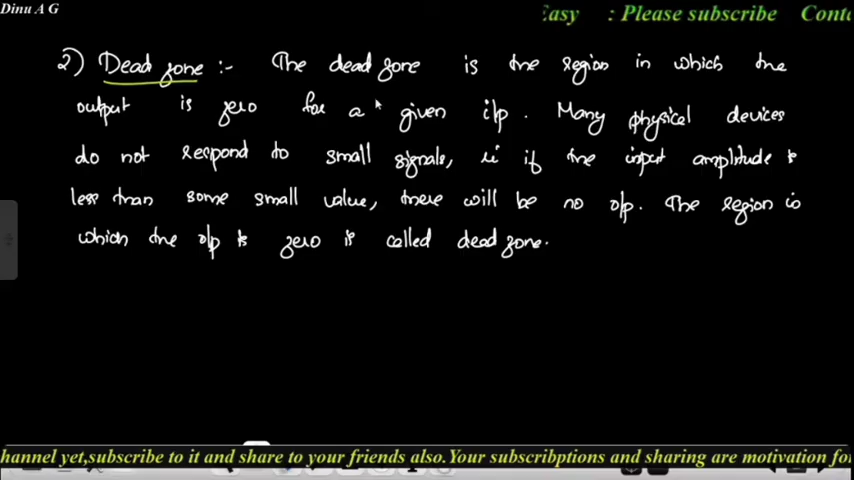 Dinu A G
Easy : Please subscribe Conta
2) Dead zone :- The dead zone is the region in which the
output is zero for a given i/p. Many physical devices
do not respond to small signals, ie if the input amplitude is
less than some small value, there will be no o/p. The region in
which the o/p is zero is called dead zone.
hannel yet,subscribe to it and share to your friends also.Your subscribptions and sharing are motivation for